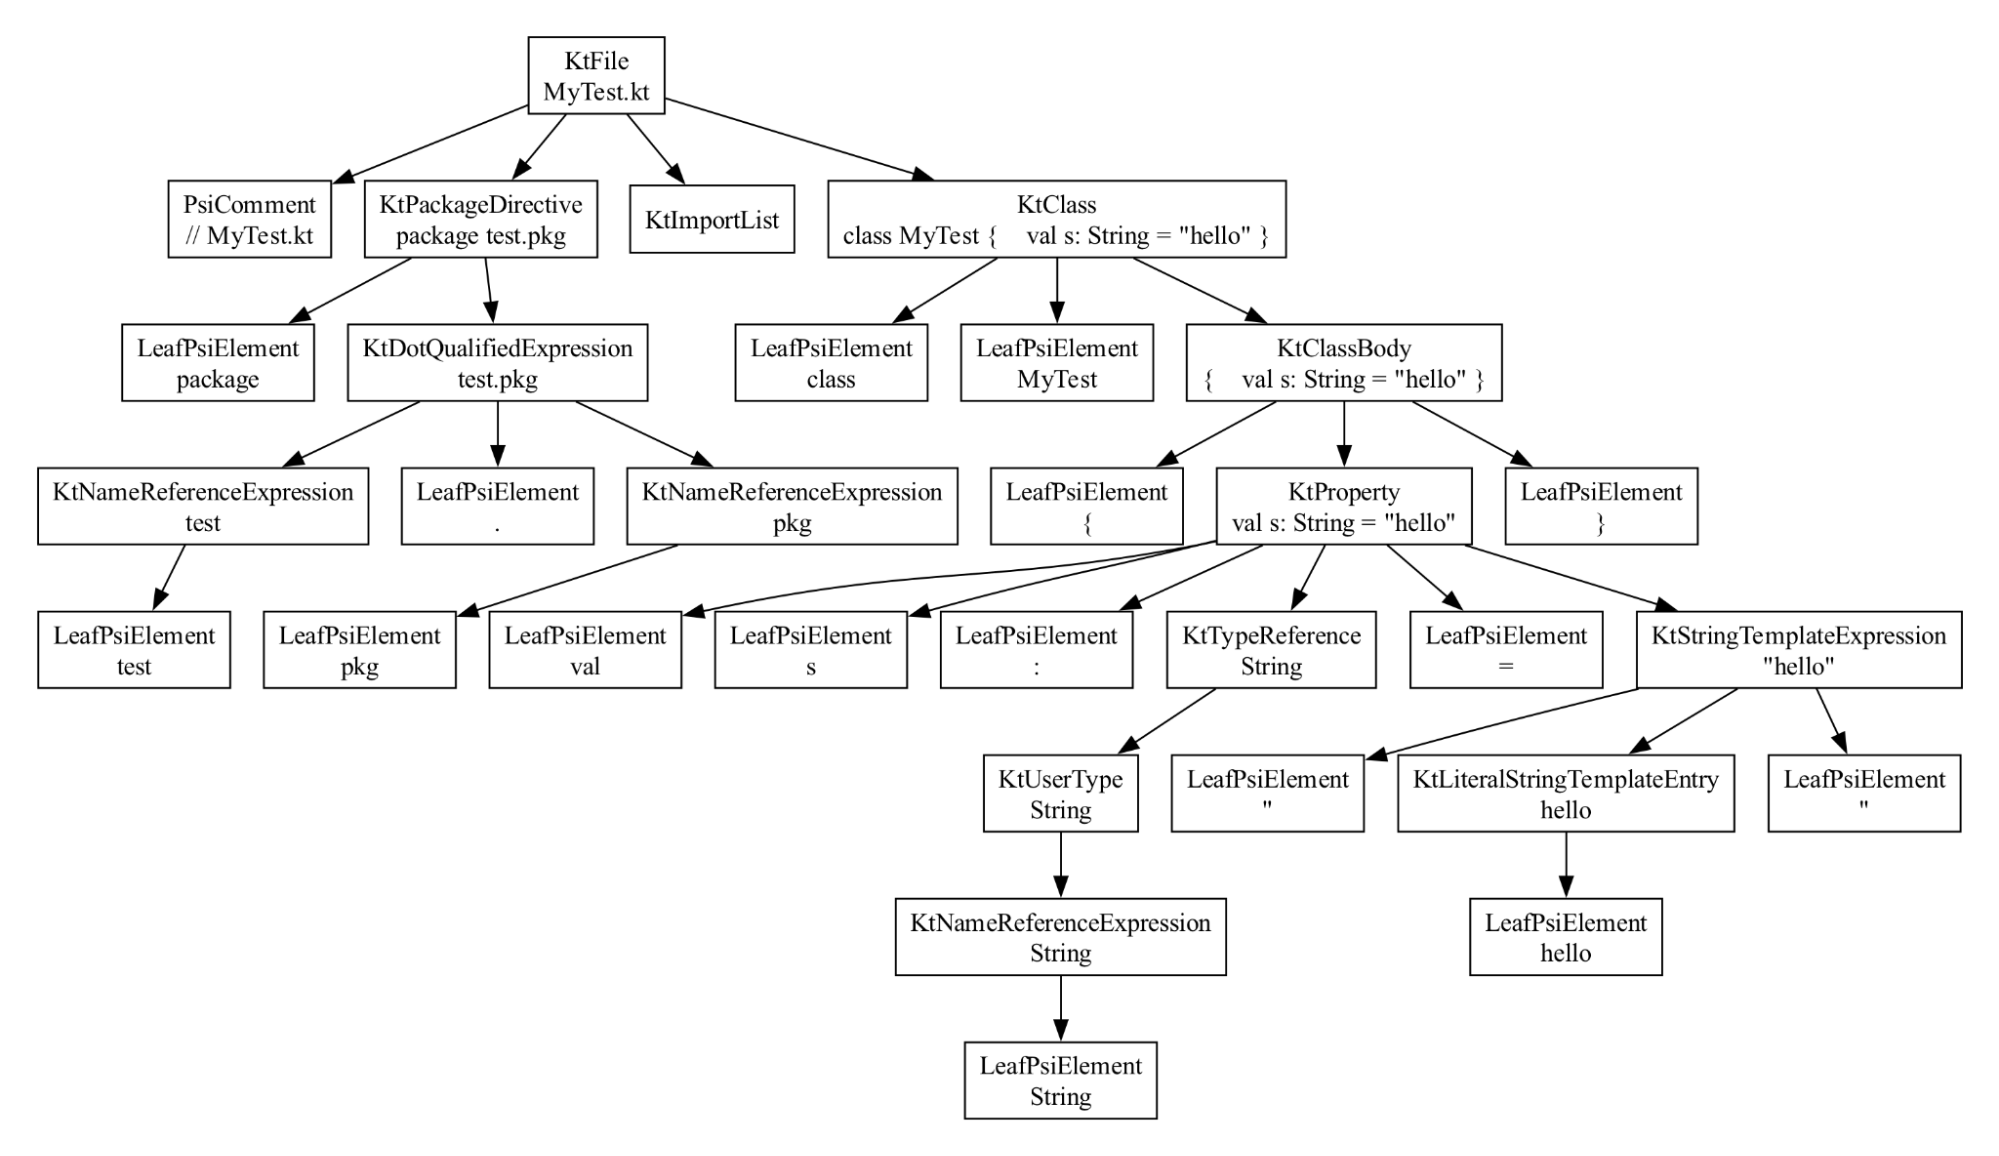 KtFile
MyTest.kt
PsiComment
// MyTest.kt
KtPackageDirective
package test.pkg
KtImportList
KtClass
class MyTest {     val s: String = "hello" }
LeafPsiElement
package
KtDotQualifiedExpression
test.pkg
LeafPsiElement
class
LeafPsiElement
MyTest
KtClassBody
{     val s: String = "hello" }
KtNameReferenceExpression
test
LeafPsiElement
.
KtNameReferenceExpression
pkg
LeafPsiElement
{
KtProperty
val s: String = "hello"
LeafPsiElement
}
LeafPsiElement
test
LeafPsiElement
pkg
LeafPsiElement
val
LeafPsiElement
s
LeafPsiElement
:
KtTypeReference
String
LeafPsiElement
=
KtStringTemplateExpression
"hello"
KtUserType
String
LeafPsiElement
"
KtLiteralStringTemplateEntry
hello
LeafPsiElement
"
KtNameReferenceExpression
String
LeafPsiElement
hello
LeafPsiElement
String